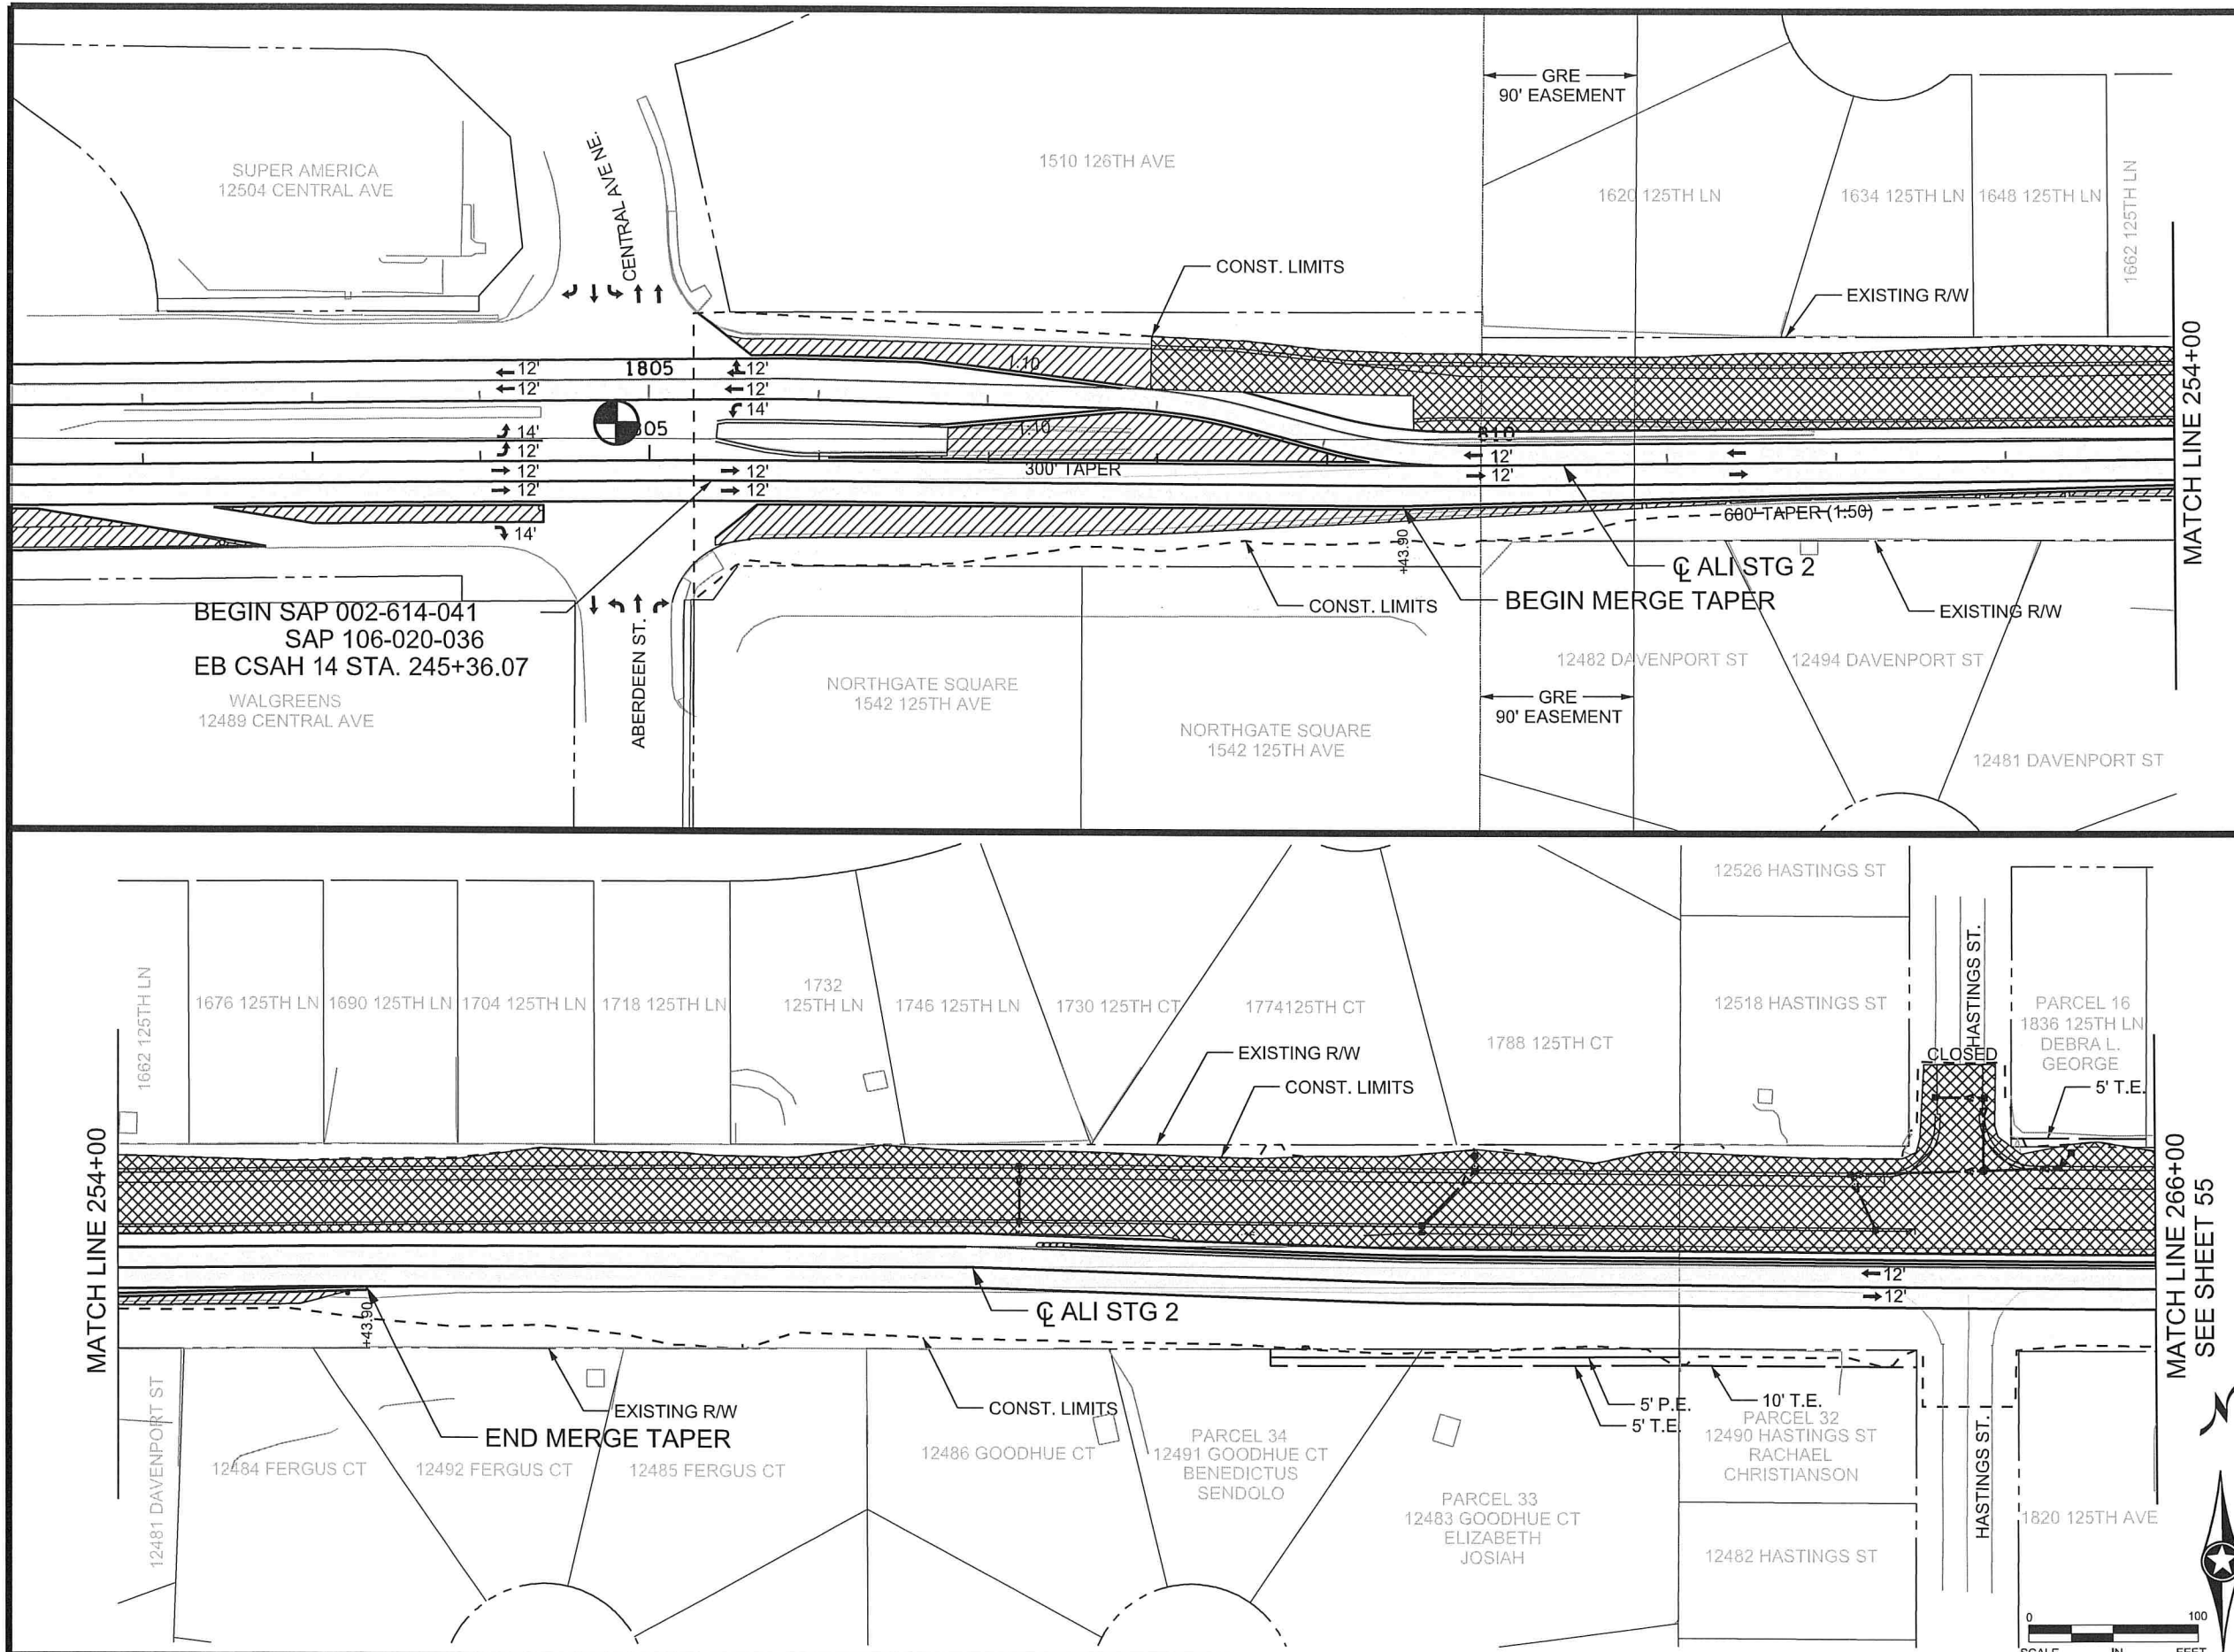 SUPER AMERICA
12504 CENTRAL AVE
CENTRAL AVE NE.
1510 126TH AVE
GRE
90' EASEMENT
1620 125TH LN
1634 125TH LN
1648 125TH LN
1662 125TH LN
CONST. LIMITS
EXISTING R/W
MATCH LINE 254+00
12'
12'
1805
12'
12'
14'
1:10
14'
12'
12'
12'
14'
12'
12'
1:10
300' TAPER
12'
12'
600' TAPER (1:50)
+43.90
℄ ALI STG 2
BEGIN MERGE TAPER
CONST. LIMITS
EXISTING R/W
BEGIN SAP 002-614-041
SAP 106-020-036
EB CSAH 14 STA. 245+36.07
WALGREENS
12489 CENTRAL AVE
ABERDEEN ST.
NORTHGATE SQUARE
1542 125TH AVE
NORTHGATE SQUARE
1542 125TH AVE
GRE
90' EASEMENT
12482 DAVENPORT ST
12494 DAVENPORT ST
12481 DAVENPORT ST
MATCH LINE 254+00
1662 125TH LN
1676 125TH LN
1690 125TH LN
1704 125TH LN
1718 125TH LN
1732
125TH LN
1746 125TH LN
1730 125TH CT
1774125TH CT
1788 125TH CT
12526 HASTINGS ST
12518 HASTINGS ST
HASTINGS ST.
CLOSED
PARCEL 16
1836 125TH LN
DEBRA L.
GEORGE
5' T.E.
EXISTING R/W
CONST. LIMITS
12'
12'
℄ ALI STG 2
+43.90
EXISTING R/W
END MERGE TAPER
CONST. LIMITS
5' P.E.
5' T.E.
10' T.E.
12481 DAVENPORT ST
12484 FERGUS CT
12492 FERGUS CT
12485 FERGUS CT
12486 GOODHUE CT
PARCEL 34
12491 GOODHUE CT
BENEDICTUS
SENDOLO
PARCEL 33
12483 GOODHUE CT
ELIZABETH
JOSIAH
PARCEL 32
12490 HASTINGS ST
RACHAEL
CHRISTIANSON
12482 HASTINGS ST
HASTINGS ST.
1820 125TH AVE
MATCH LINE 266+00
SEE SHEET 55
0 100
SCALE IN FEET